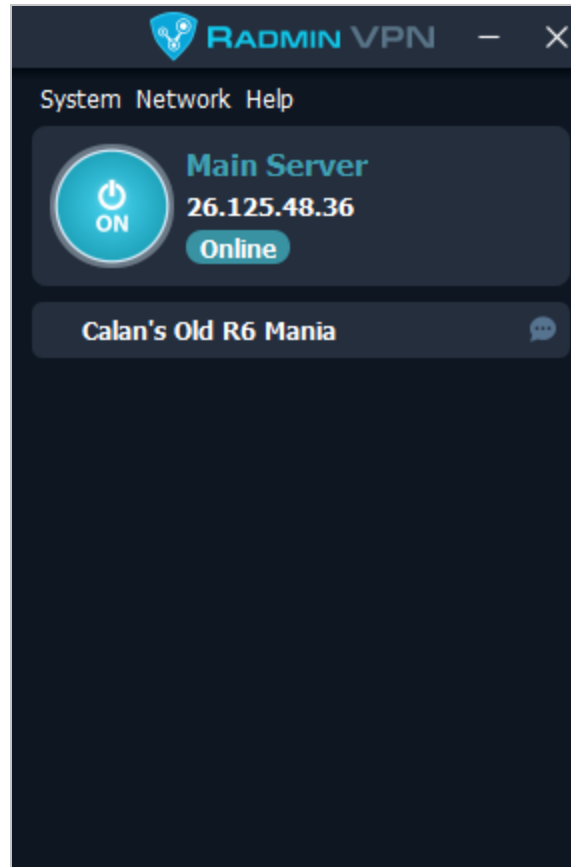 RADMIN VPN
System Network Help
Main Server
ON
26.125.48.36
Online
Calan's Old R6 Mania